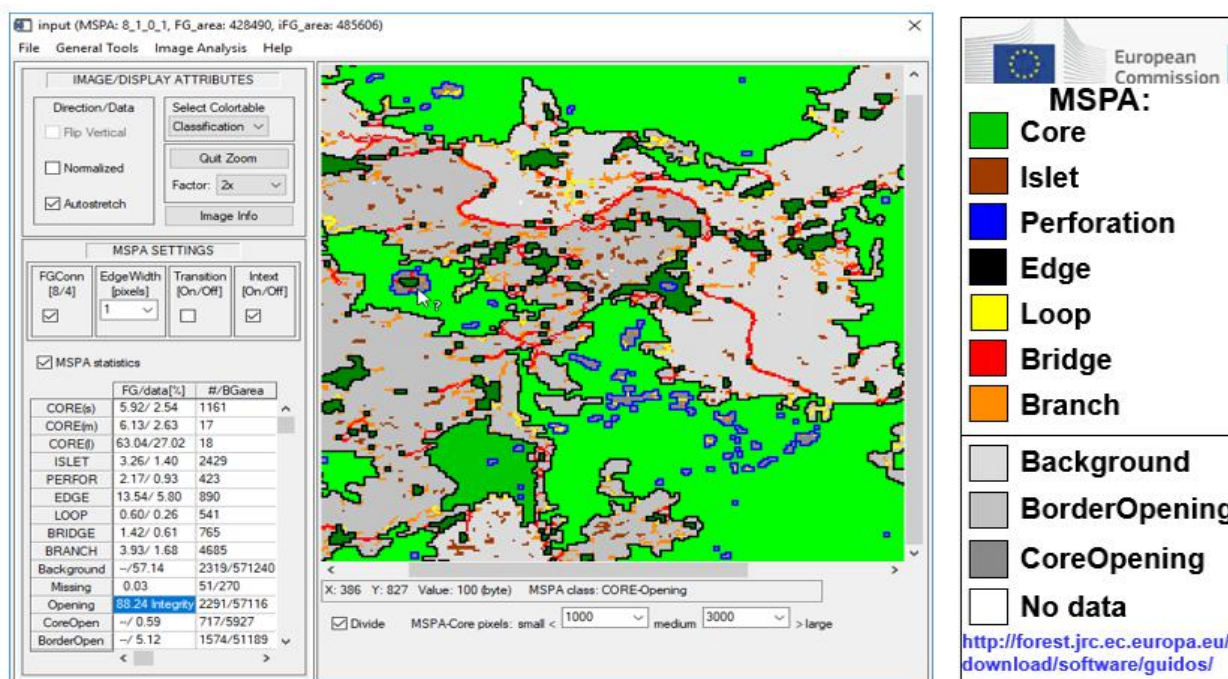 input (MSPA: 8_1_0_1, FG_area: 428490, iFG_area: 485606)
File General Tools Image Analysis Help
IMAGE/DISPLAY ATTRIBUTES
Direction/Data
Flip Vertical
Normalized
Autostretch
Select Colortable
Classification
Quit Zoom
Factor: 2x
Image Info
MSPA SETTINGS
FGConn [8/4]
EdgeWidth [pixels]
1
Transition [On/Off]
Intext [On/Off]
MSPA statistics
FG/data[%] #/BGarea
CORE(s) 5.92/ 2.54 1161
CORE(m) 6.13/ 2.63 17
CORE(l) 63.04/27.02 18
ISLET 3.26/ 1.40 2429
PERFOR 2.17/ 0.93 423
EDGE 13.54/ 5.80 890
LOOP 0.60/ 0.26 541
BRIDGE 1.42/ 0.61 765
BRANCH 3.93/ 1.68 4685
Background --/57.14 2319/571240
Missing 0.03 51/270
Opening 88.24 Integrity 2291/57116
CoreOpen --/ 0.59 717/5927
BorderOpen --/ 5.12 1574/51189
?
X: 386 Y: 827 Value: 100 (byte) MSPA class: CORE-Opening
Divide MSPA-Core pixels: small < 1000 medium 3000 > large
European
Commission
MSPA:
Core
Islet
Perforation
Edge
Loop
Bridge
Branch
Background
BorderOpening
CoreOpening
No data
http://forest.jrc.ec.europa.eu/
download/software/guidos/